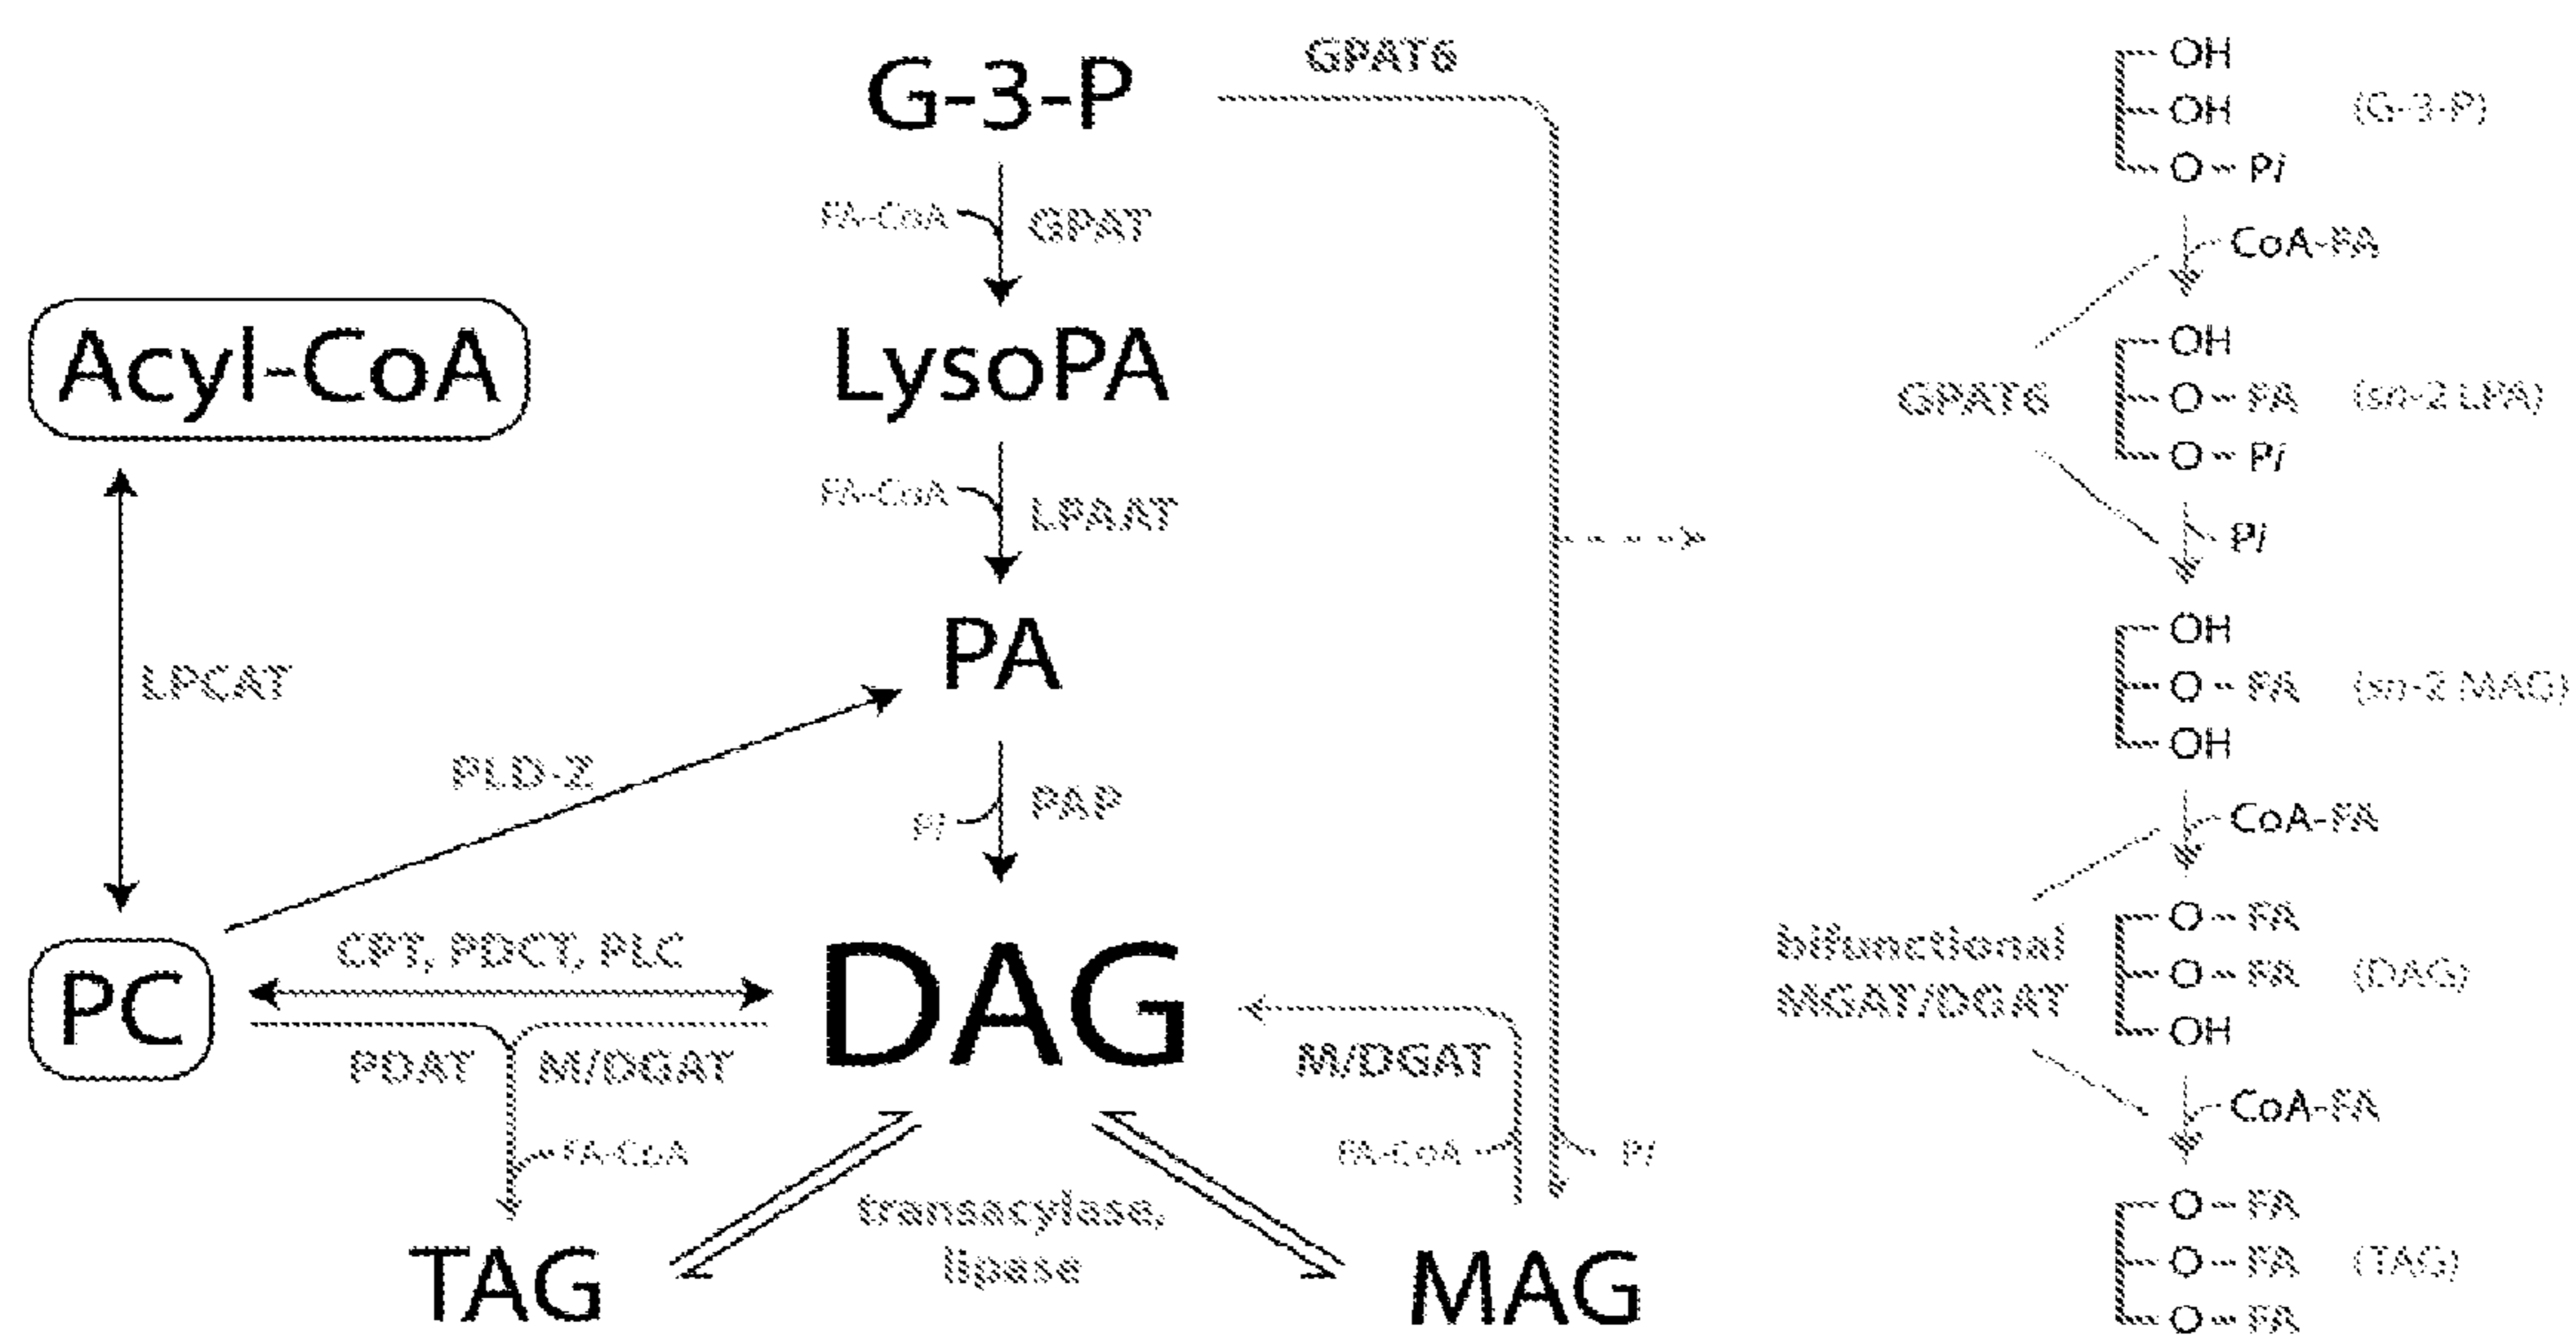 G-3-P
GPAT6
FA-CoA
GPAT
Acyl-CoA
LysoPA
FA-CoA
LPAAT
LPCAT
PA
PLD-Z
Pi
PAP
PC
CPT, PDCT, PLC
DAG
PDAT
M/DGAT
M/DGAT
FA-CoA
FA-CoA
Pi
transacylase,
lipase
TAG
MAG
OH
OH
(G-3-P)
O
Pi
CoA-FA
GPAT6
OH
O
FA
(sn-2 LPA)
O
Pi
Pi
OH
O
FA
(sn-2 MAG)
OH
CoA-FA
bifunctional
MGAT/DGAT
O
FA
O
FA
(DAG)
OH
CoA-FA
O
FA
O
FA
(TAG)
O
FA